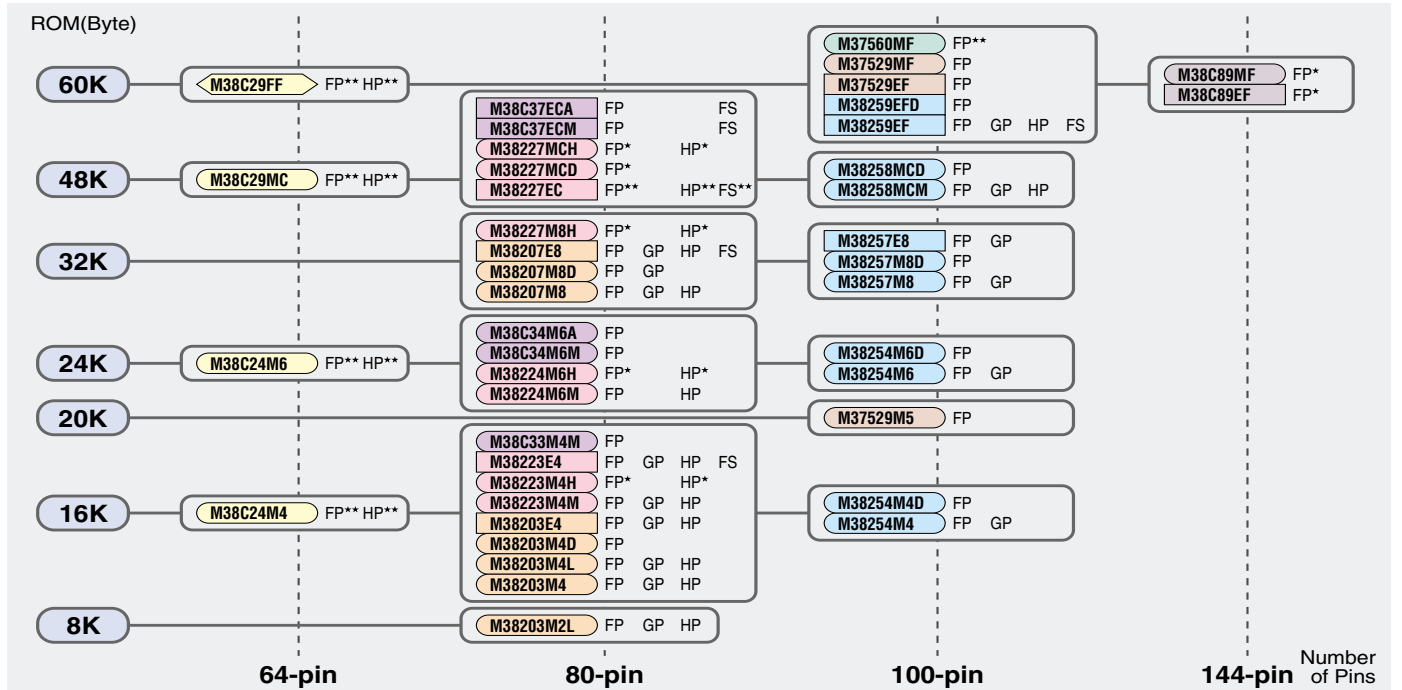 ROM(Byte)
60K
M38C29FF FP★★ HP★★
M37560MF FP★★
M37529MF FP
M37529EF FP
M38259EFD FP
M38259EF FP GP HP FS
M38C89MF FP★
M38C89EF FP★
48K
M38C29MC FP★★ HP★★
M38C37ECA FP FS
M38C37ECM FP FS
M38227MCH FP★ HP★
M38227MCD FP★
M38227EC FP★★ HP★★ FS★★
M38258MCD FP
M38258MCM FP GP HP
32K
M38227M8H FP★ HP★
M38207E8 FP GP HP FS
M38207M8D FP GP
M38207M8 FP GP HP
M38257E8 FP GP
M38257M8D FP
M38257M8 FP GP
24K
M38C24M6 FP★★ HP★★
M38C34M6A FP
M38C34M6M FP
M38224M6H FP★ HP★
M38224M6M FP HP
M38254M6D FP
M38254M6 FP GP
20K
M37529M5 FP
16K
M38C24M4 FP★★ HP★★
M38C33M4M FP
M38223E4 FP GP HP FS
M38223M4H FP★ HP★
M38223M4M FP GP HP
M38203E4 FP GP HP
M38203M4D FP
M38203M4L FP GP HP
M38203M4 FP GP HP
M38254M4D FP
M38254M4 FP GP
8K
M38203M2L FP GP HP
64-pin 80-pin 100-pin 144-pin
Number
of Pins